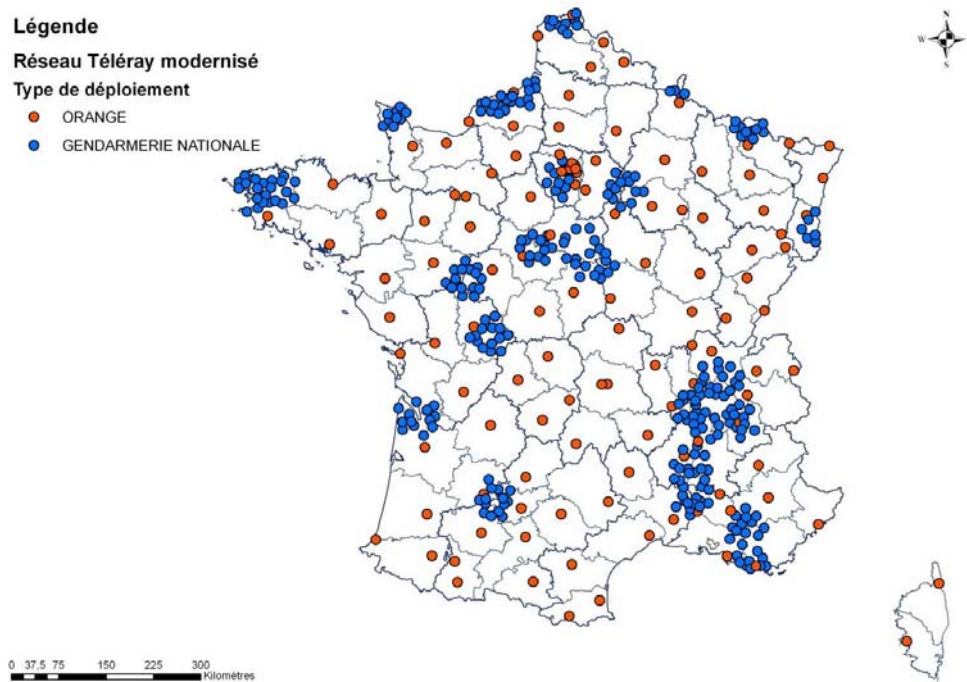 Légende
Réseau Téléray modernisé
Type de déploiement
ORANGE
GENDARMERIE NATIONALE
N
W E
S
0 37,5 75 150 225 300
Kilomètres